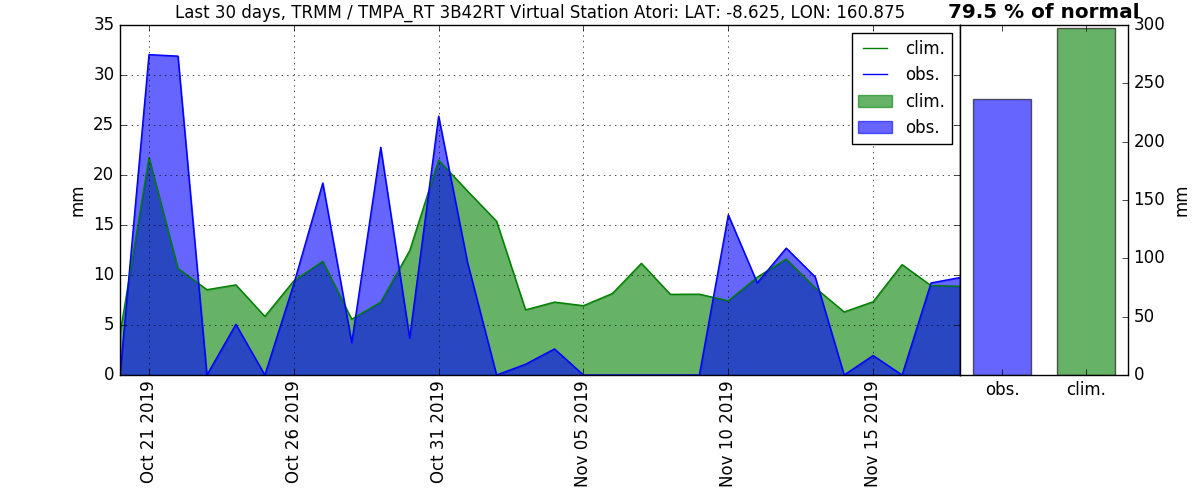 Last 30 days, TRMM / TMPA_RT 3B42RT Virtual Station Atori: LAT: -8.625, LON: 160.875
79.5 % of normal
35
30
25
20
15
10
5
0
mm
clim.
obs.
clim.
obs.
300
250
200
150
100
50
0
mm
Oct 21 2019
Oct 26 2019
Oct 31 2019
Nov 05 2019
Nov 10 2019
Nov 15 2019
obs.
clim.